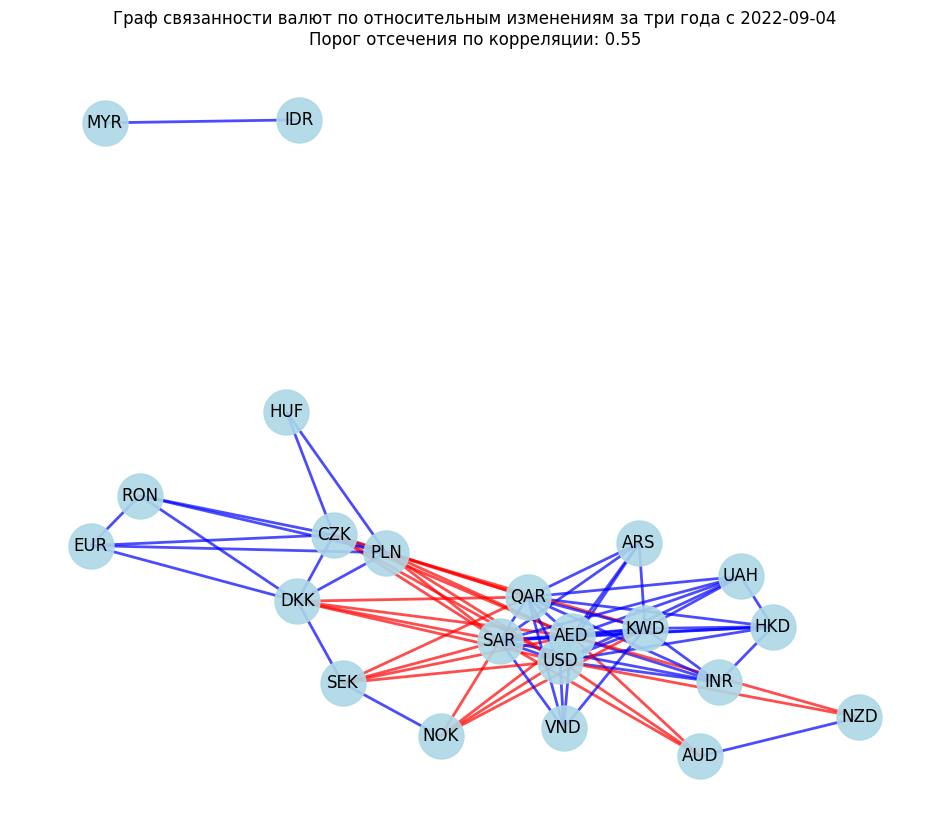 Граф связанности валют по относительным изменениям за три года с 2022-09-04
Порог отсечения по корреляции: 0.55
MYR
IDR
HUF
RON
EUR
CZK
PLN
ARS
UAH
DKK
QAR
SAR
AED
KWD
HKD
USD
SEK
INR
NOK
VND
NZD
AUD